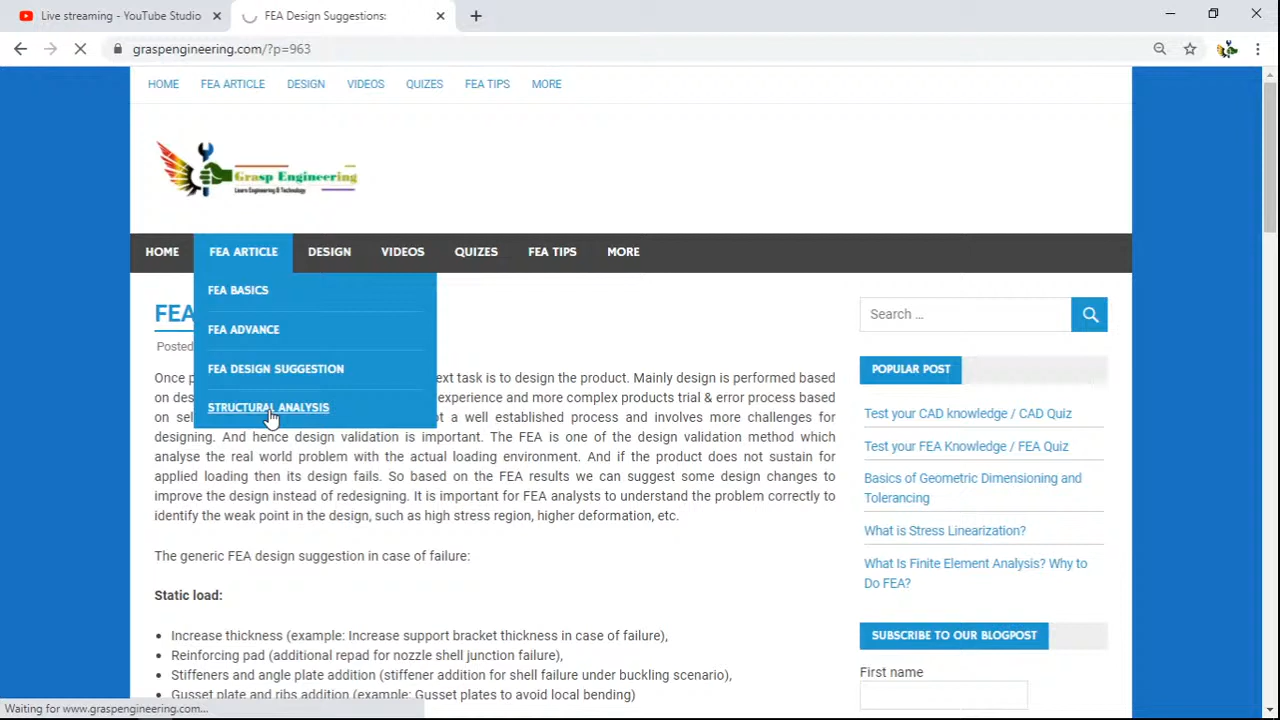 Live streaming - YouTube Studio
FEA Design Suggestions:
graspengineering.com/?p=963
HOME FEA ARTICLE DESIGN VIDEOS QUIZES FEA TIPS MORE
Grasp Engineering
Learn Engineering & Technology
HOME FEA ARTICLE DESIGN VIDEOS QUIZES FEA TIPS MORE
FEA BASICS
FEA ADVANCE
FEA DESIGN SUGGESTION
STRUCTURAL ANALYSIS
FEA
Posted
Once p ext task is to design the product. Mainly design is performed based
on des experience and more complex products trial & error process based
on sel t a well established process and involves more challenges for
designing. And hence design validation is important. The FEA is one of the design validation method which
analyse the real world problem with the actual loading environment. And if the product does not sustain for
applied loading then its design fails. So based on the FEA results we can suggest some design changes to
improve the design instead of redesigning. It is important for FEA analysts to understand the problem correctly to
identify the weak point in the design, such as high stress region, higher deformation, etc.
The generic FEA design suggestion in case of failure:
Static load:
• Increase thickness (example: Increase support bracket thickness in case of failure),
• Reinforcing pad (additional repad for nozzle shell junction failure),
• Stiffeners and angle plate addition (stiffener addition for shell failure under buckling scenario),
• Gusset plate and ribs addition (example: Gusset plates to avoid local bending)
Search …
POPULAR POST
Test your CAD knowledge / CAD Quiz
Test your FEA Knowledge / FEA Quiz
Basics of Geometric Dimensioning and
Tolerancing
What is Stress Linearization?
What Is Finite Element Analysis? Why to
Do FEA?
SUBSCRIBE TO OUR BLOGPOST
First name
Waiting for www.graspengineering.com...